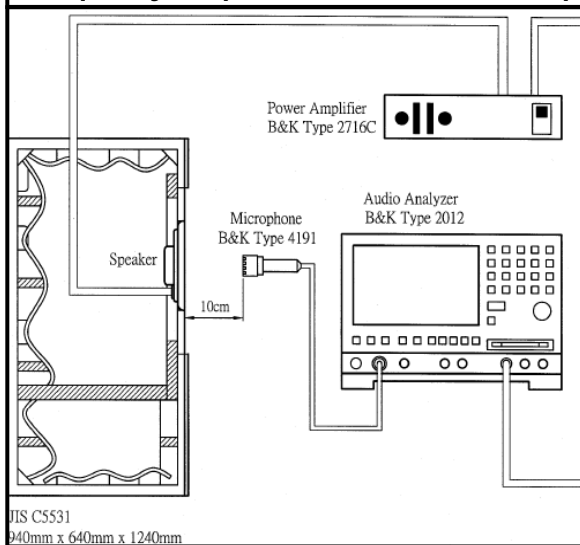 Power Amplifier
B&K Type 2716C
Audio Analyzer
B&K Type 2012
Microphone
B&K Type 4191
Speaker
10cm
JIS C5531
940mm x 640mm x 1240mm